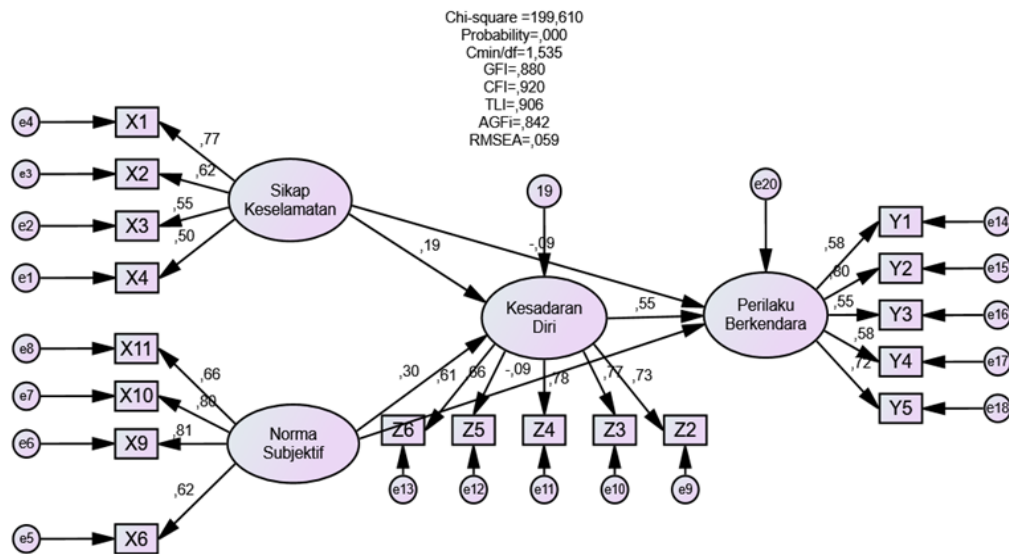 Chi-square =199,610
Probability=,000
Cmin/df=1,535
GFI=,880
CFI=,920
TLI=,906
AGFi=,842
RMSEA=,059
e4
X1
,77
e3
X2
,62
e2
X3
,55
e1
X4
,50
Sikap
Keselamatan
,19
-,09
19
e20
Kesadaran
Diri
,55
Perilaku
Berkendara
,58
Y1
e14
,80
Y2
e15
,55
Y3
e16
,58
Y4
e17
,72
Y5
e18
e8
X11
,66
e7
X10
,80
e6
X9
,81
e5
X6
,62
Norma
Subjektif
,30
-,09
,61
,66
,78
,77
,73
Z6
Z5
Z4
Z3
Z2
e13
e12
e11
e10
e9